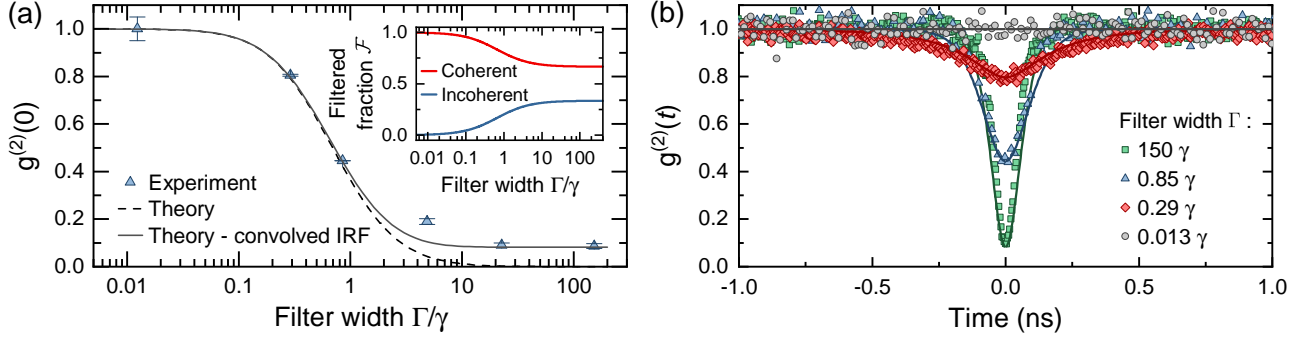 (a)
1.0
0.8
0.6
0.4
0.2
0.0
g(2)(0)
0.01
0.1
1
10
100
Filter width Γ/γ
Experiment
Theory
Theory - convolved IRF
1.0
0.5
0.0
Filtered
fraction ℱ
Coherent
Incoherent
0.01
0.1
1
10
100
Filter width Γ/γ
(b)
1.0
0.8
0.6
0.4
0.2
0.0
g(2)(t)
-1.0
-0.5
0.0
0.5
1.0
Time (ns)
Filter width Γ :
150 γ
0.85 γ
0.29 γ
0.013 γ